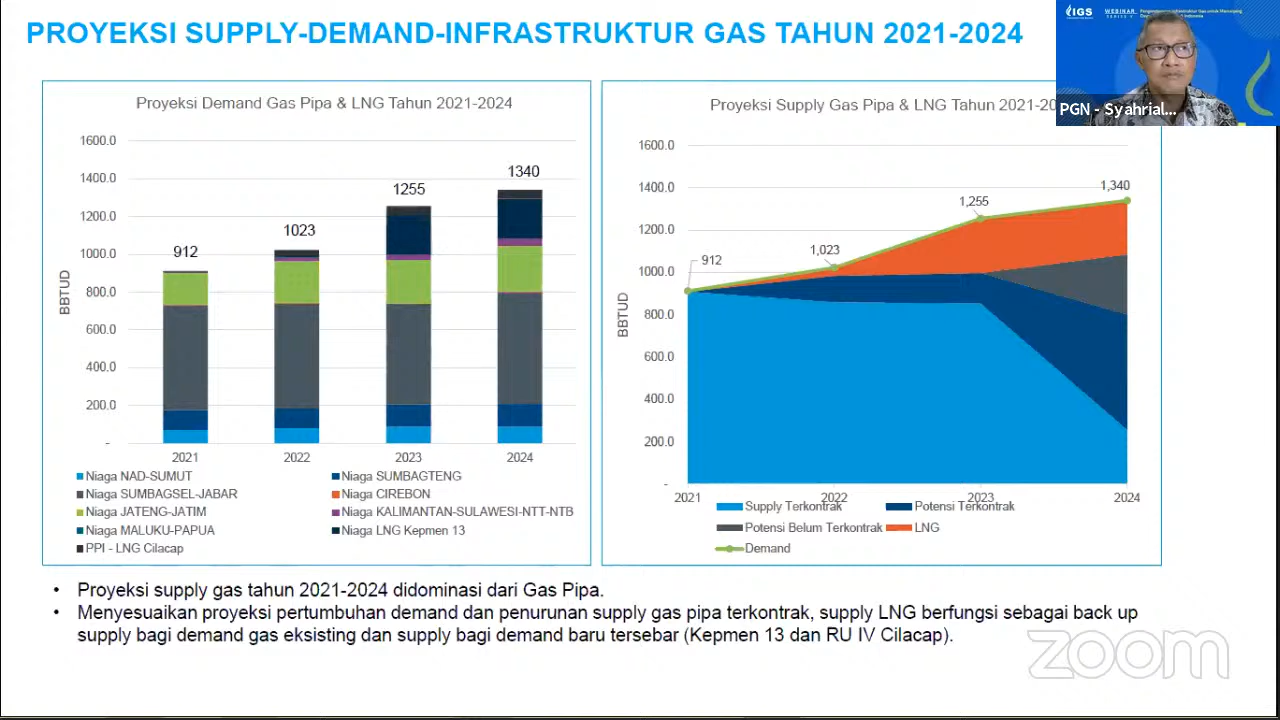 PROYEKSI SUPPLY-DEMAND-INFRASTRUKTUR GAS TAHUN 2021-2024
IGS
WEBINAR
PGN - Syahrial...
Proyeksi Demand Gas Pipa & LNG Tahun 2021-2024
1600.0
1400.0
1200.0
1000.0
800.0
600.0
400.0
200.0
-
BBTUD
912
1023
1255
1340
2021 2022 2023 2024
Niaga NAD-SUMUT
Niaga SUMBAGTENG
Niaga SUMBAGSEL-JABAR
Niaga CIREBON
Niaga JATENG-JATIM
Niaga KALIMANTAN-SULAWESI-NTT-NTB
Niaga MALUKU-PAPUA
Niaga LNG Kepmen 13
PPI - LNG Cilacap
Proyeksi Supply Gas Pipa & LNG Tahun 2021-20
1600.0
1400.0
1200.0
1000.0
800.0
600.0
400.0
200.0
-
BBTUD
912
1,023
1,255
1,340
2021 2022 2023 2024
Supply Terkontrak
Potensi Terkontrak
Potensi Belum Terkontrak
LNG
Demand
• Proyeksi supply gas tahun 2021-2024 didominasi dari Gas Pipa.
• Menyesuaikan proyeksi pertumbuhan demand dan penurunan supply gas pipa terkontrak, supply LNG berfungsi sebagai back up
supply bagi demand gas eksisting dan supply bagi demand baru tersebar (Kepmen 13 dan RU IV Cilacap).
zoom